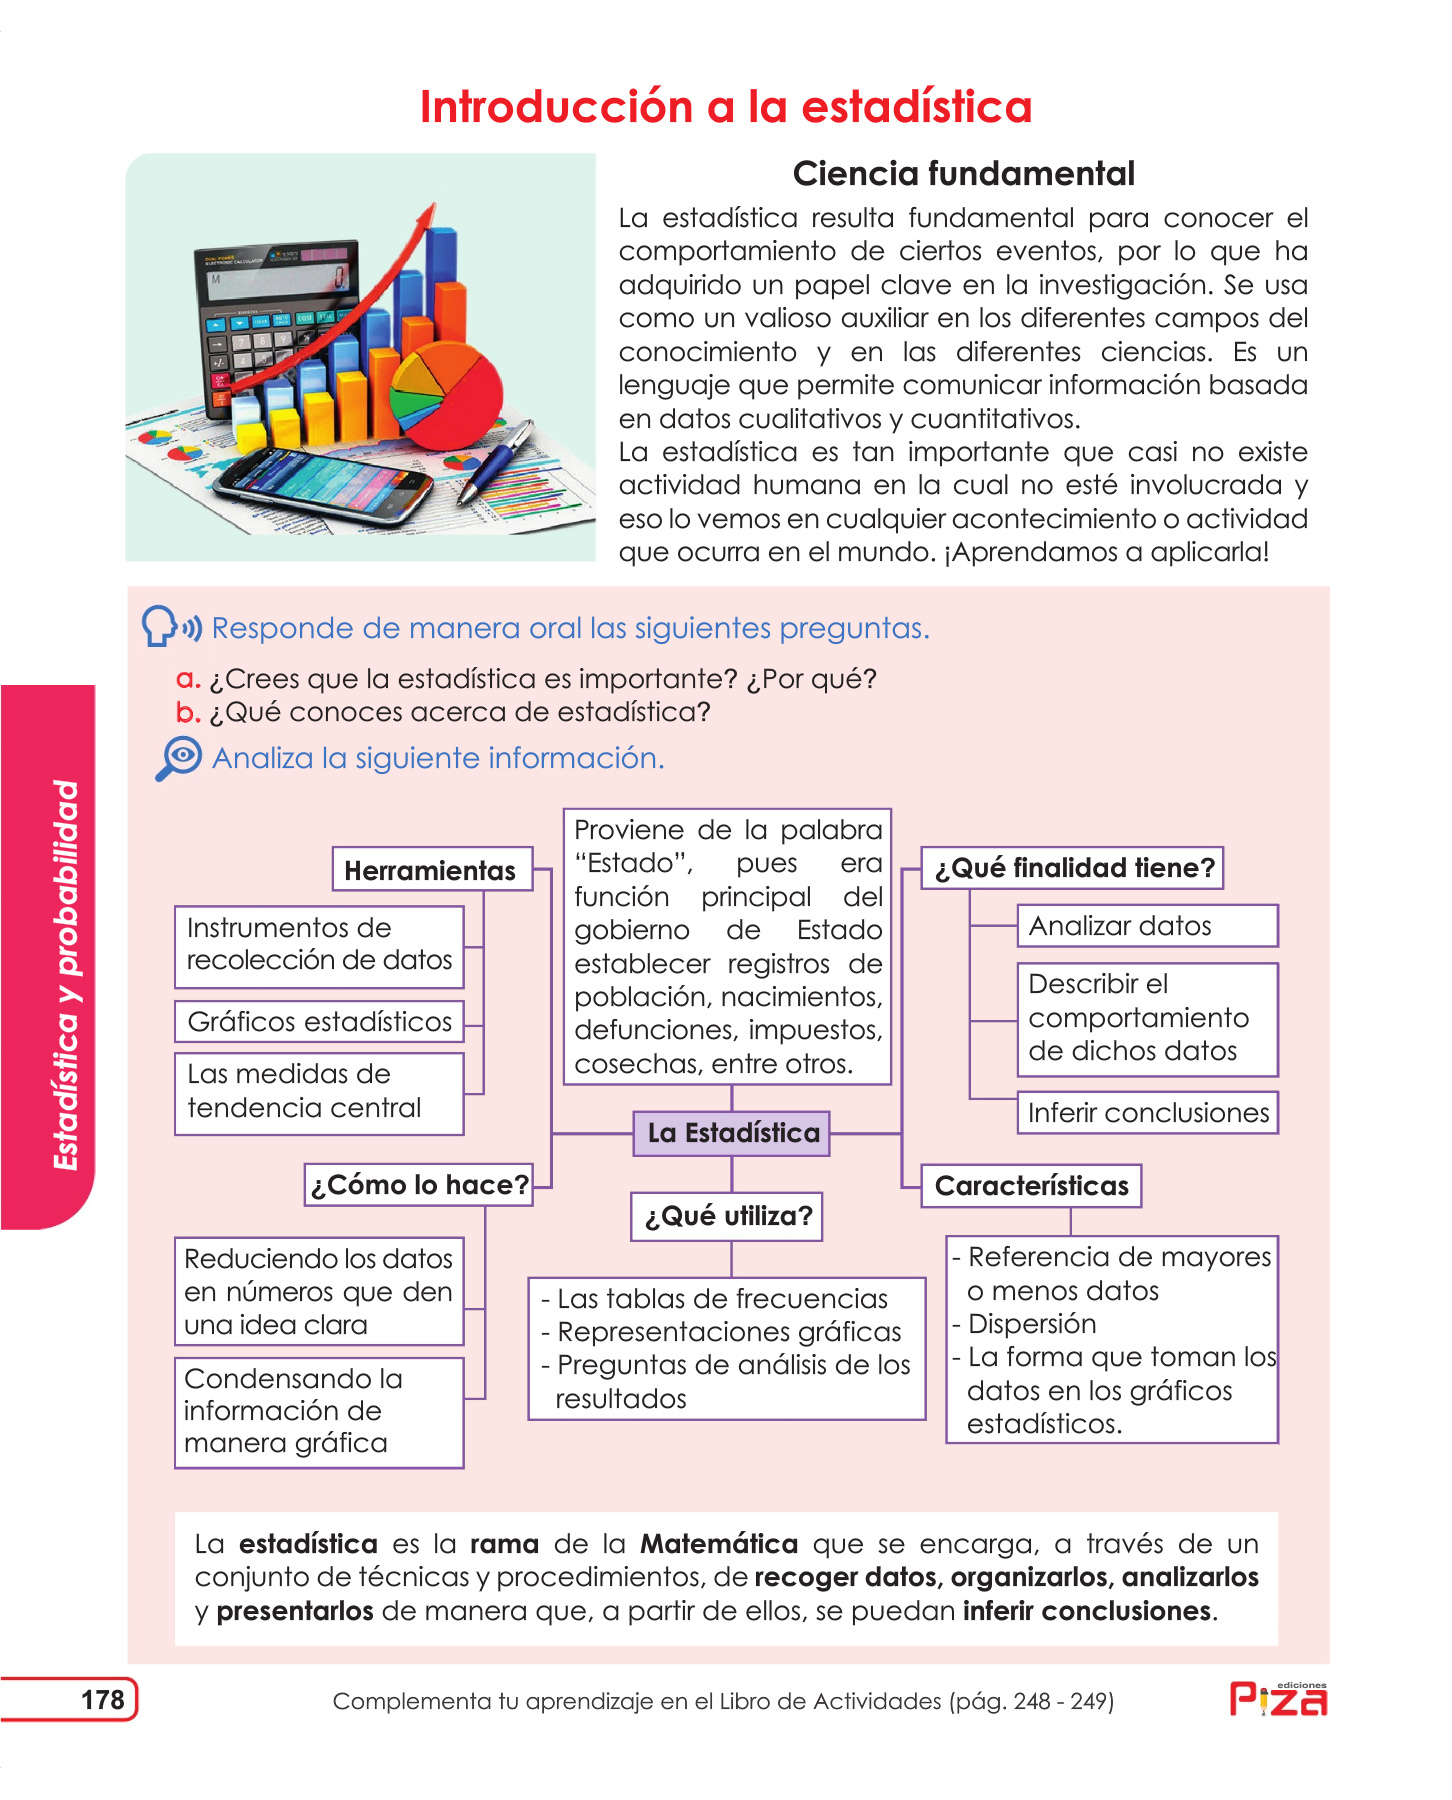 Introducción a la estadística
Ciencia fundamental
La estadística resulta fundamental para conocer el
comportamiento de ciertos eventos, por lo que ha
adquirido un papel clave en la investigación. Se usa
como un valioso auxiliar en los diferentes campos del
conocimiento y en las diferentes ciencias. Es un
lenguaje que permite comunicar información basada
en datos cualitativos y cuantitativos.
La estadística es tan importante que casi no existe
actividad humana en la cual no esté involucrada y
eso lo vemos en cualquier acontecimiento o actividad
que ocurra en el mundo. ¡Aprendamos a aplicarla!
Responde de manera oral las siguientes preguntas.
a. ¿Crees que la estadística es importante? ¿Por qué?
b. ¿Qué conoces acerca de estadística?
Analiza la siguiente información.
Estadística y probabilidad
Proviene de la palabra
“Estado”, pues era
función principal del
gobierno de Estado
establecer registros de
población, nacimientos,
defunciones, impuestos,
cosechas, entre otros.
Herramientas
Instrumentos de
recolección de datos
Gráficos estadísticos
Las medidas de
tendencia central
¿Qué finalidad tiene?
Analizar datos
Describir el
comportamiento
de dichos datos
Inferir conclusiones
La Estadística
¿Cómo lo hace?
Reduciendo los datos
en números que den
una idea clara
Condensando la
información de
manera gráfica
¿Qué utiliza?
- Las tablas de frecuencias
- Representaciones gráficas
- Preguntas de análisis de los
resultados
Características
- Referencia de mayores
o menos datos
- Dispersión
- La forma que toman los
datos en los gráficos
estadísticos.
La estadística es la rama de la Matemática que se encarga, a través de un
conjunto de técnicas y procedimientos, de recoger datos, organizarlos, analizarlos
y presentarlos de manera que, a partir de ellos, se puedan inferir conclusiones.
178
Complementa tu aprendizaje en el Libro de Actividades (pág. 248 - 249)
ediciones
Piza